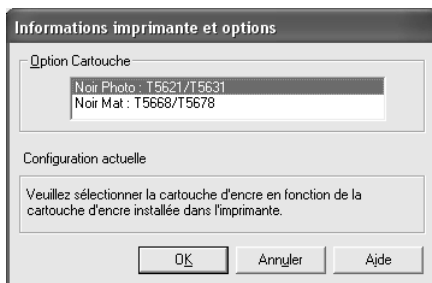 Informations imprimante et options
Option Cartouche
Noir Photo : T5621/T5631
Noir Mat : T5668/T5678
Configuration actuelle
Veuillez sélectionner la cartouche d'encre en fonction de la
cartouche d'encre installée dans l'imprimante.
OK
Annuler
Aide